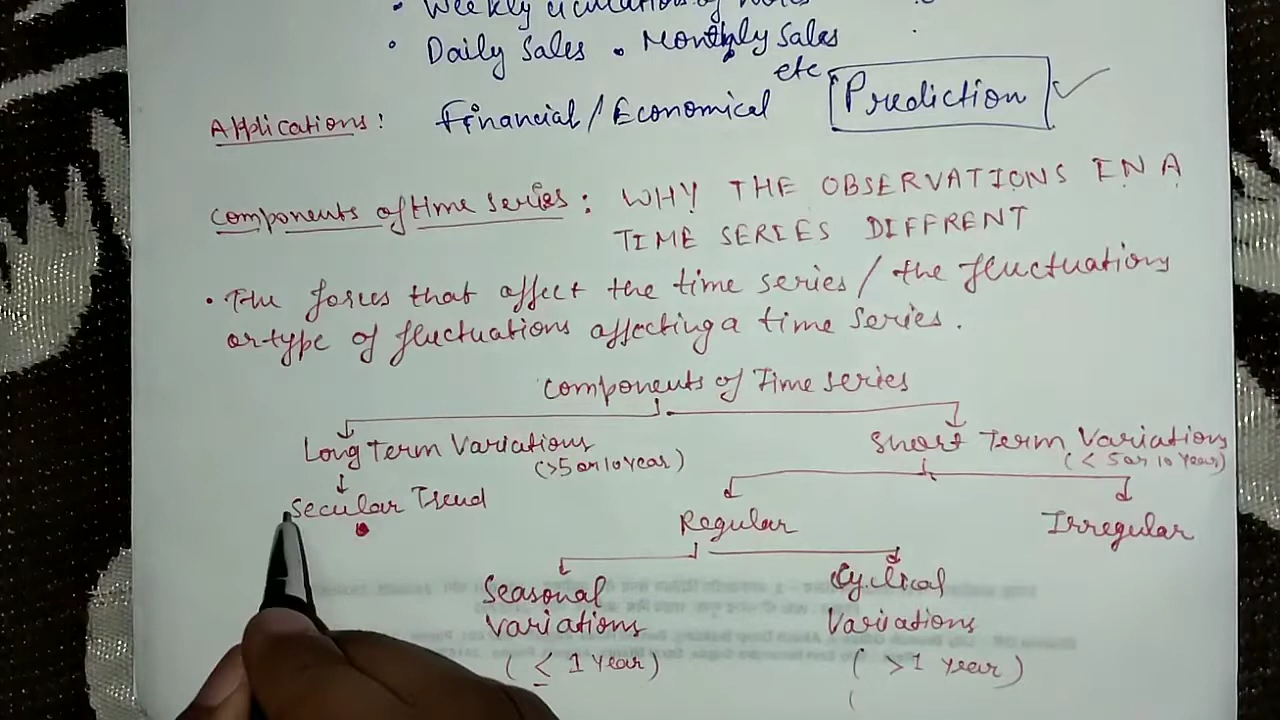 • Weekly
• Daily Sales • Monthly Sales
etc
Applications: Financial / Economical Prediction
Components of time series: WHY THE OBSERVATIONS IN A
TIME SERIES DIFFRENT
• The forces that affect the time series / the fluctuations
or type of fluctuations affecting a time series.
Components of Time series
Long Term Variations
(>5 or 10 year)
Short Term Variations
(< 5 or 10 year)
Secular Trend
Regular
Irregular
Seasonal
Variations
(≤ 1 Year)
Cyclical
Variations
(>1 year)
(